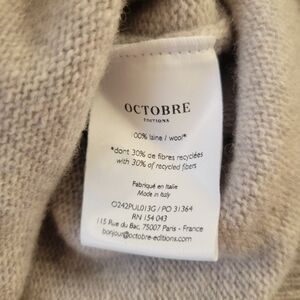 OCTOBRE
ÉDITIONS
100% laine / wool*
*dont 30% de fibres recyclées
with 30% of recycled fibers
Fabriqué en Italie
Made in Italy
O242PUL013G / PO 31364
RN 154 043
115 Rue du Bac, 75007 Paris - France
bonjour@octobre-editions.com